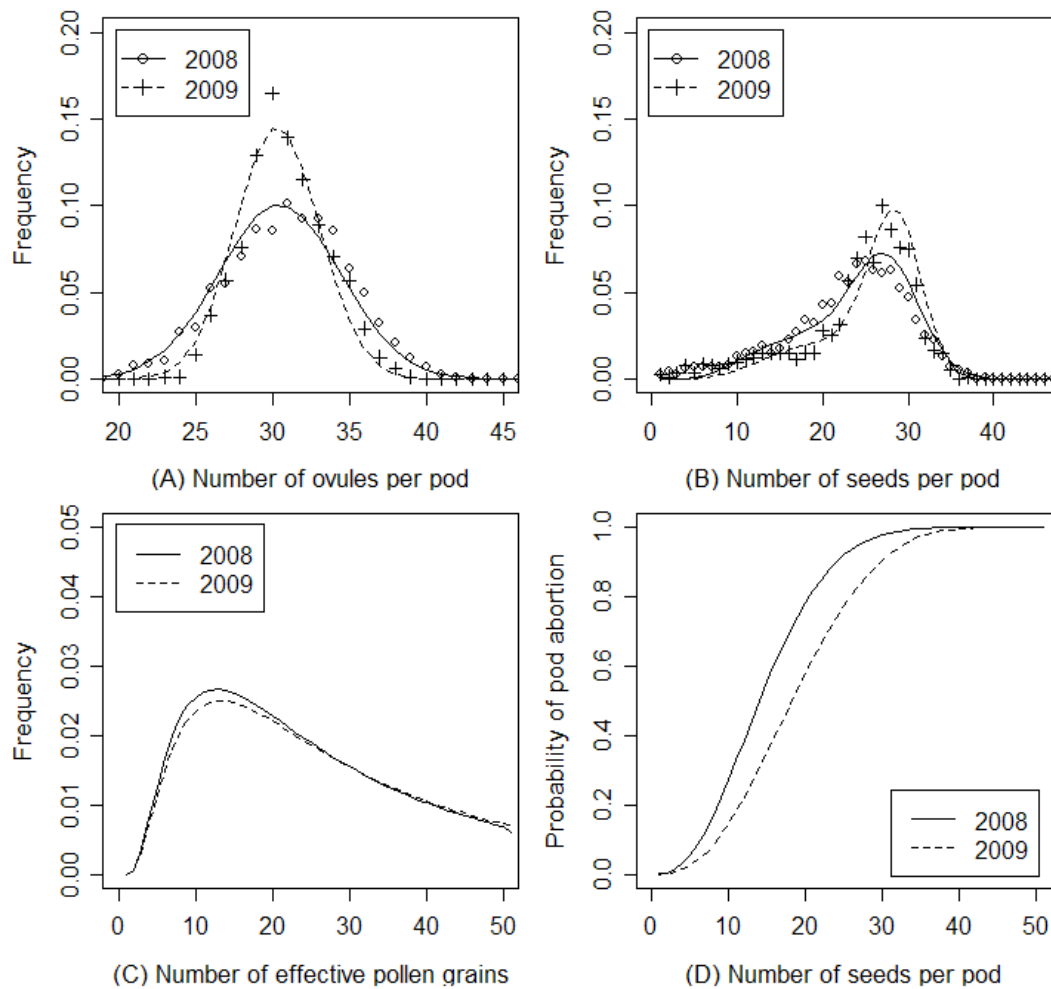 0.20
0.15
0.10
0.05
0.00
Frequency
2008
2009
20 25 30 35 40 45
(A) Number of ovules per pod
0.20
0.15
0.10
0.05
0.00
Frequency
2008
2009
0 10 20 30 40
(B) Number of seeds per pod
0.05
0.04
0.03
0.02
0.01
0.00
Frequency
2008
2009
0 10 20 30 40 50
(C) Number of effective pollen grains
1.0
0.8
0.6
0.4
0.2
0.0
Probability of pod abortion
2008
2009
0 10 20 30 40 50
(D) Number of seeds per pod